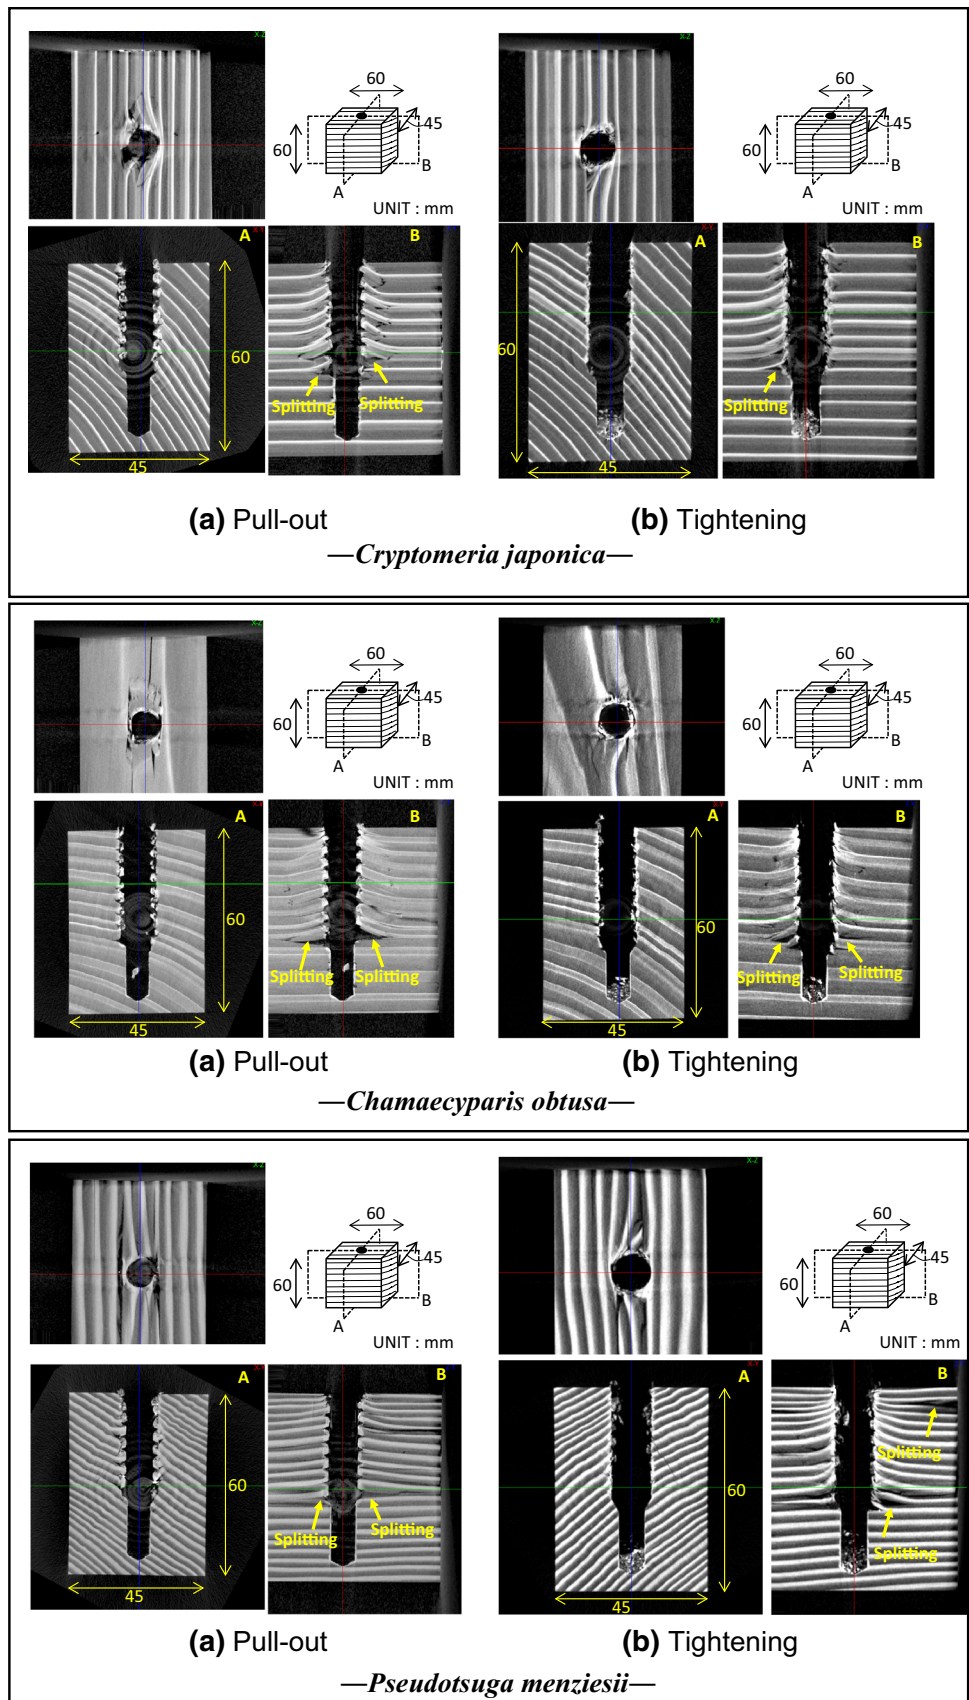 X-Z
60
60
45
B
A
UNIT : mm
X-Z
60
60
45
B
A
UNIT : mm
A
X-Y
60
45
B
Splitting
Splitting
A
X-Y
60
45
B
Splitting
(a) Pull-out
(b) Tightening
—Cryptomeria japonica—
X-Z
60
60
45
B
A
UNIT : mm
X-Z
60
60
45
B
A
UNIT : mm
A
X-Y
60
45
B
Splitting
Splitting
A
X-Y
60
45
B
Splitting
Splitting
(a) Pull-out
(b) Tightening
—Chamaecyparis obtusa—
X-Z
60
60
45
B
A
UNIT : mm
X-Z
60
60
45
B
A
UNIT : mm
A
X-Y
60
45
B
Splitting
Splitting
A
X-Y
60
45
B
Splitting
Splitting
(a) Pull-out
(b) Tightening
—Pseudotsuga menziesii—